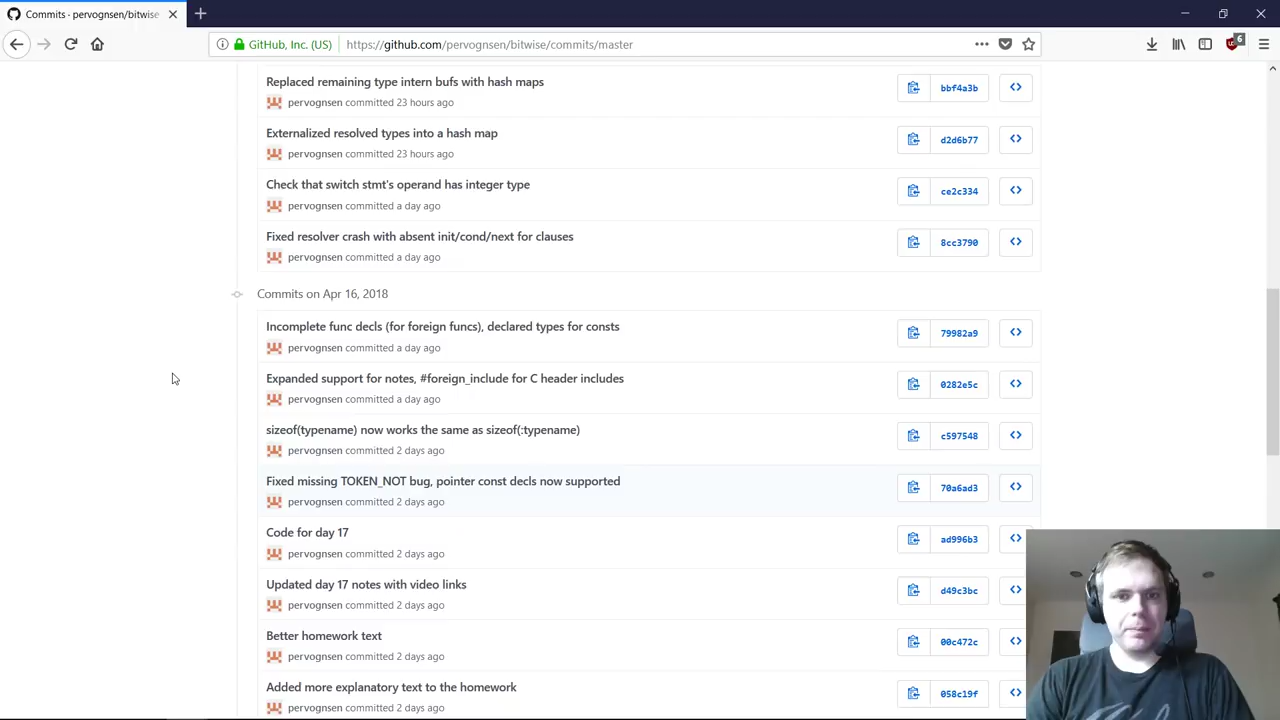 Commits · pervognsen/bitwise
GitHub, Inc. (US) https://github.com/pervognsen/bitwise/commits/master
6
Replaced remaining type intern bufs with hash maps
pervognsen committed 23 hours ago
bbf4a3b
Externalized resolved types into a hash map
pervognsen committed 23 hours ago
d2d6b77
Check that switch stmt's operand has integer type
pervognsen committed a day ago
ce2c334
Fixed resolver crash with absent init/cond/next for clauses
pervognsen committed a day ago
8cc3790
Commits on Apr 16, 2018
Incomplete func decls (for foreign funcs), declared types for consts
pervognsen committed a day ago
79982a9
Expanded support for notes, #foreign_include for C header includes
pervognsen committed a day ago
0282e5c
sizeof(typename) now works the same as sizeof(:typename)
pervognsen committed 2 days ago
c597548
Fixed missing TOKEN_NOT bug, pointer const decls now supported
pervognsen committed 2 days ago
70a6ad3
Code for day 17
pervognsen committed 2 days ago
ad996b3
Updated day 17 notes with video links
pervognsen committed 2 days ago
d49c3bc
Better homework text
pervognsen committed 2 days ago
00c472c
Added more explanatory text to the homework
pervognsen committed 2 days ago
058c19f